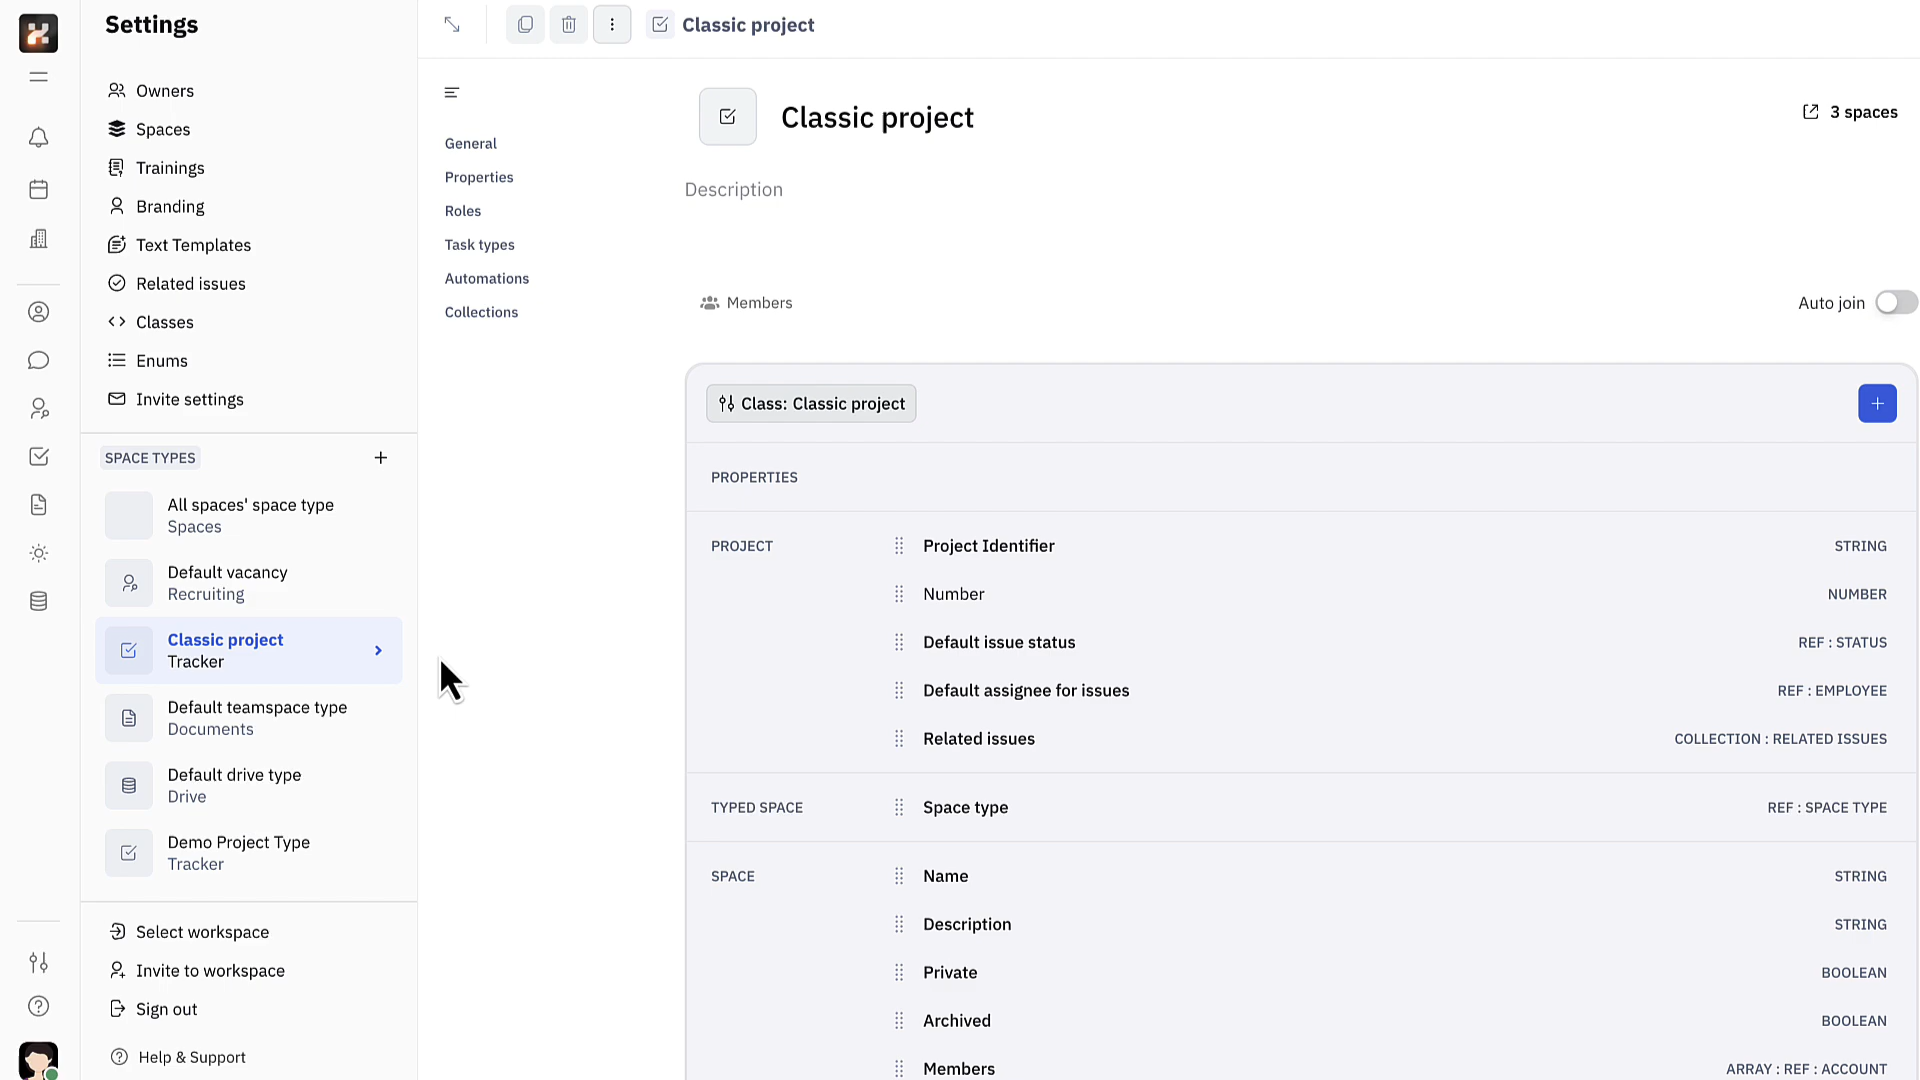 Settings
Owners
Spaces
Trainings
Branding
Text Templates
Related issues
Classes
Enums
Invite settings
SPACE TYPES
All spaces' space type
Spaces
Default vacancy
Recruiting
Classic project
Tracker
Default teamspace type
Documents
Default drive type
Drive
Demo Project Type
Tracker
Select workspace
Invite to workspace
Sign out
Help & Support
Classic project
General
Properties
Roles
Task types
Automations
Collections
Classic project
3 spaces
Description
Members
Auto join
Class: Classic project
PROPERTIES
PROJECT
Project Identifier STRING
Number NUMBER
Default issue status REF : STATUS
Default assignee for issues REF : EMPLOYEE
Related issues COLLECTION : RELATED ISSUES
TYPED SPACE
Space type REF : SPACE TYPE
SPACE
Name STRING
Description STRING
Private BOOLEAN
Archived BOOLEAN
Members ARRAY : REF : ACCOUNT